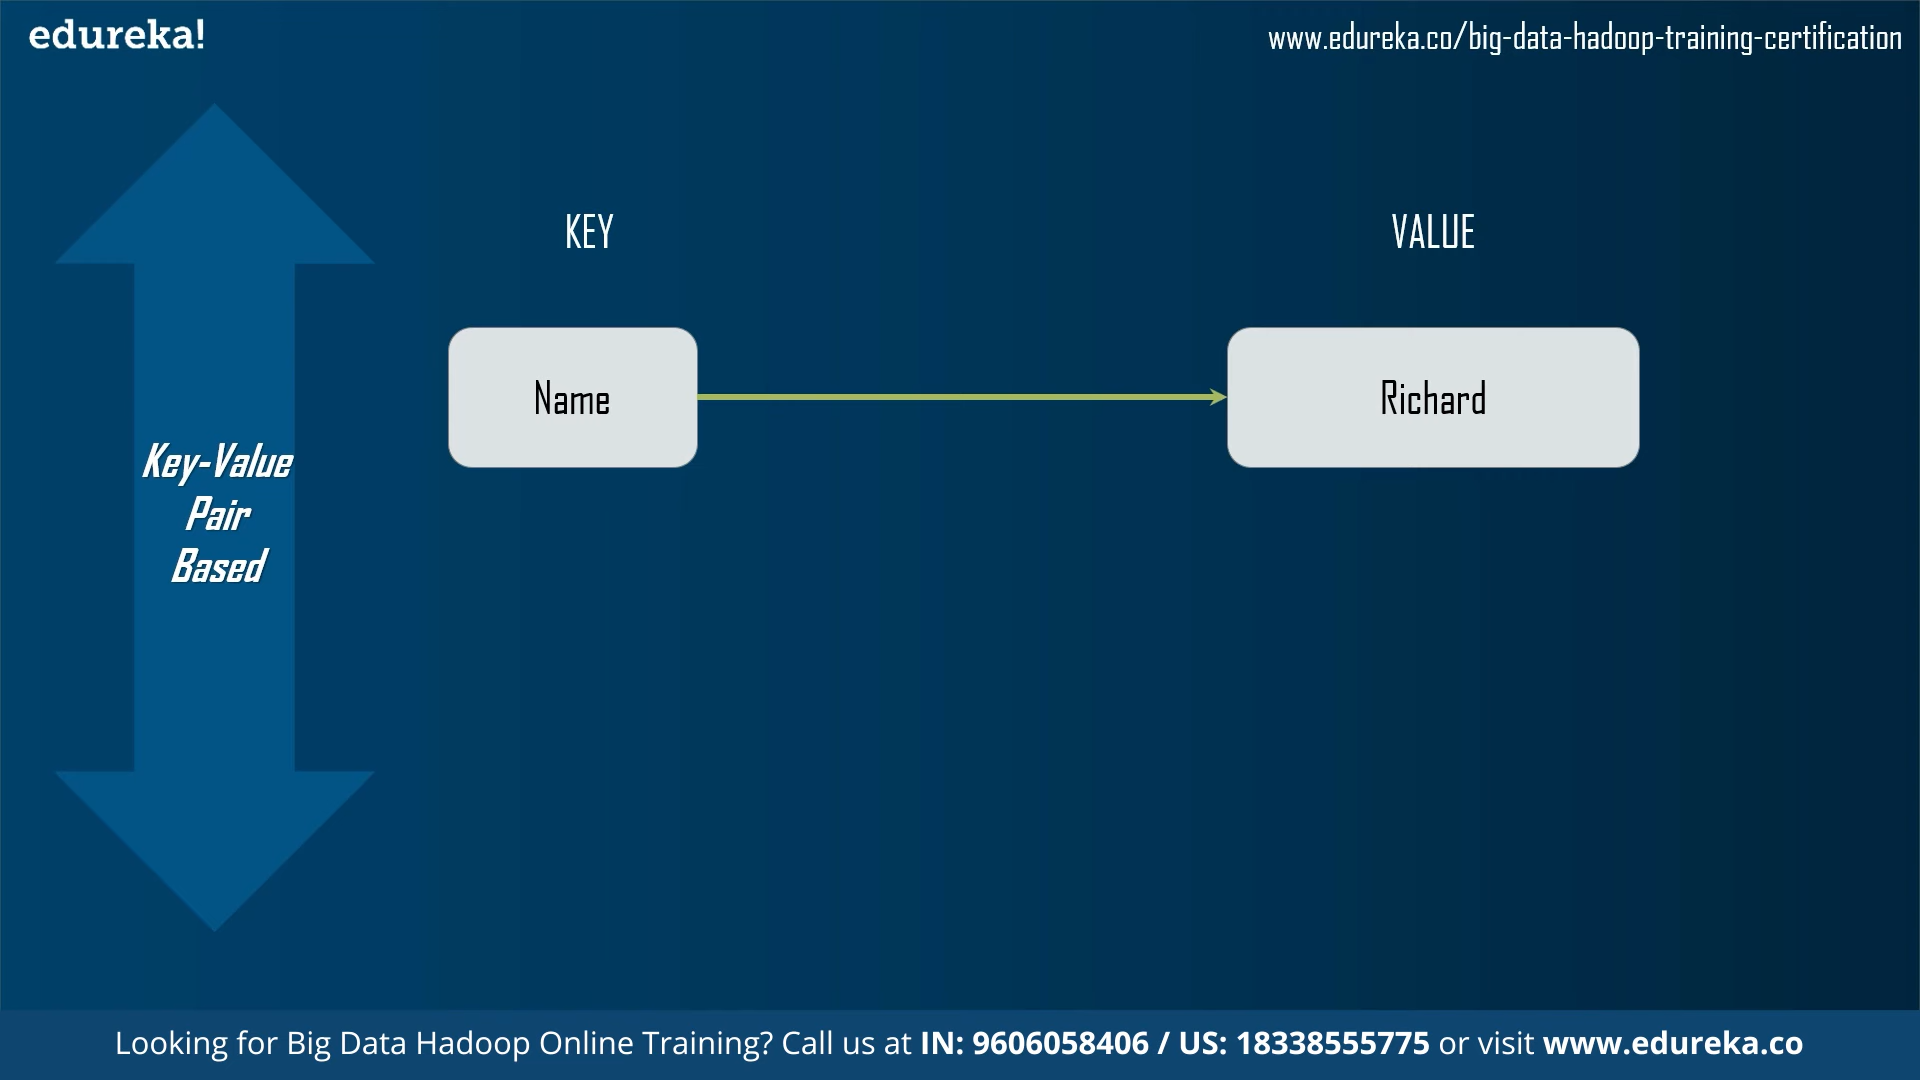 edureka!
www.edureka.co/big-data-hadoop-training-certification
KEY
VALUE
Name
Richard
Key-Value
Pair
Based
Looking for Big Data Hadoop Online Training? Call us at IN: 9606058406 / US: 18338555775 or visit www.edureka.co